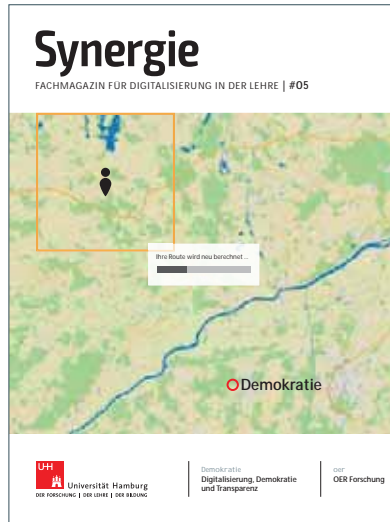 Synergie
FACHMAGAZIN FÜR DIGITALISIERUNG IN DER LEHRE | #05
Ihre Route wird neu berechnet ...
Demokratie
UHH
Universität Hamburg
DER FORSCHUNG | DER LEHRE | DER BILDUNG
Demokratie
Digitalisierung, Demokratie
und Transparenz
oer
OER Forschung